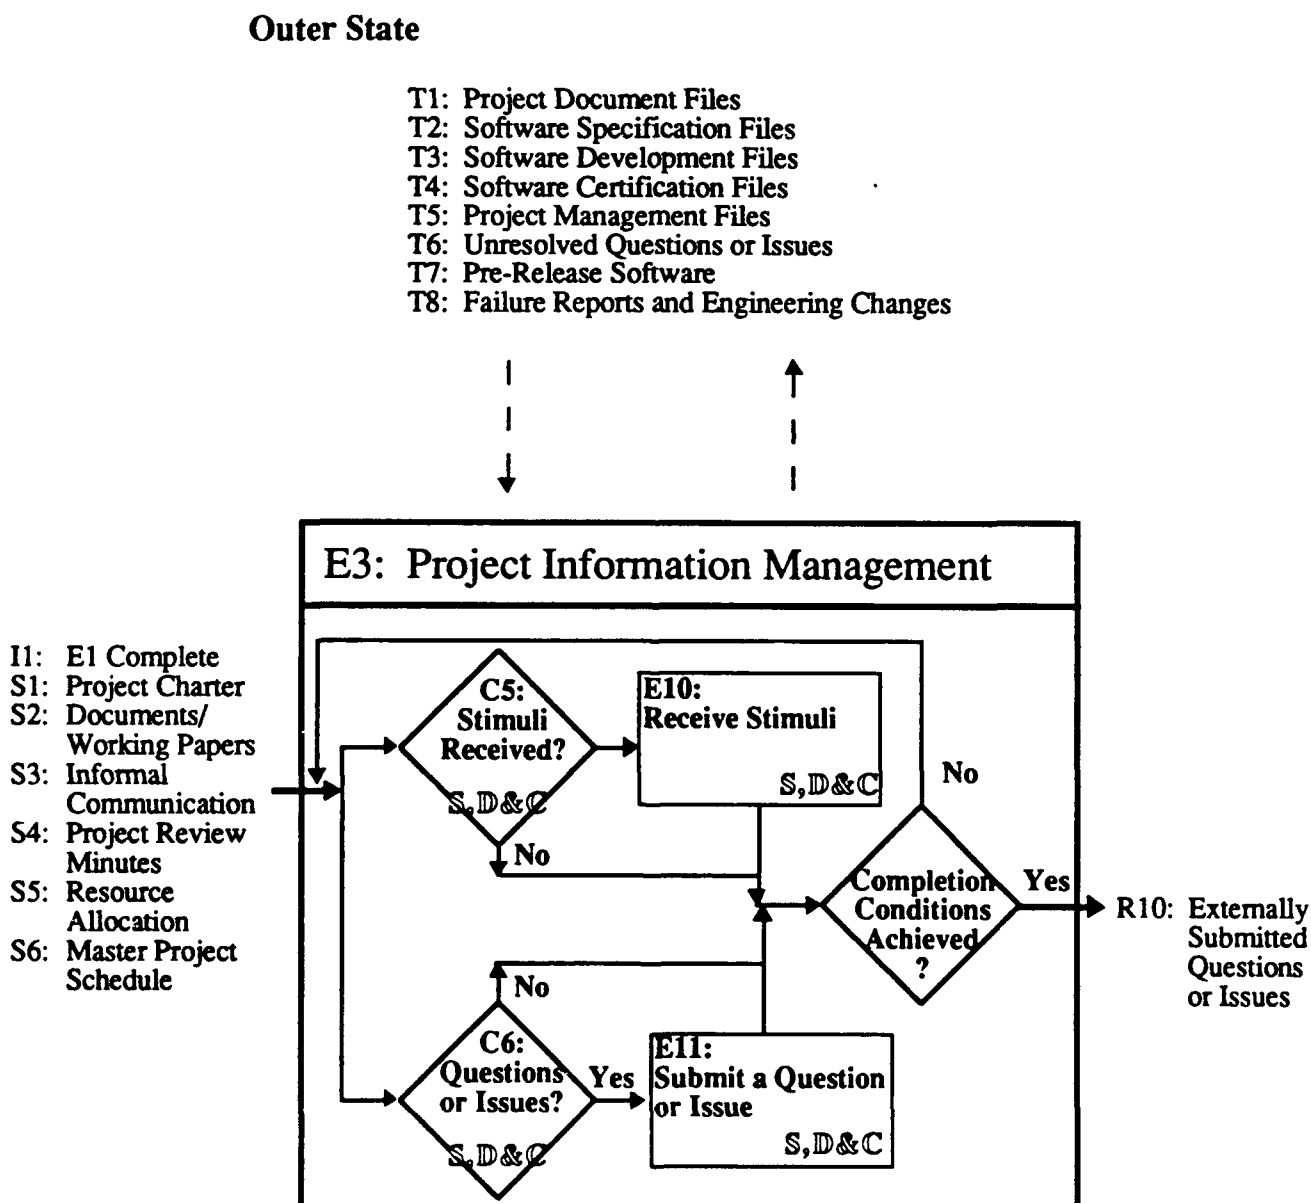 Outer State
T1: Project Document Files
T2: Software Specification Files
T3: Software Development Files
T4: Software Certification Files
T5: Project Management Files
T6: Unresolved Questions or Issues
T7: Pre-Release Software
T8: Failure Reports and Engineering Changes
E3: Project Information Management
I1: E1 Complete
S1: Project Charter
S2: Documents/
Working Papers
S3: Informal
Communication
S4: Project Review
Minutes
S5: Resource
Allocation
S6: Master Project
Schedule
C5:
Stimuli
Received?
S,D&C
No
E10:
Receive Stimuli
S,D&C
No
Completion
Conditions
Achieved
?
Yes
R10: Externally
Submitted
Questions
or Issues
No
C6:
Questions
or Issues?
S,D&C
Yes
E11:
Submit a Question
or Issue
S,D&C